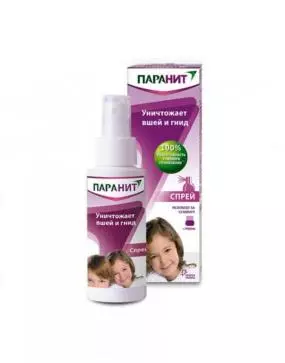 ПАРАНИТ
Уничтожает
вшей и гнид
100%
СПРЕЙ
ПАРАНИТ
Уничтожает
вшей и гнид
Спрей